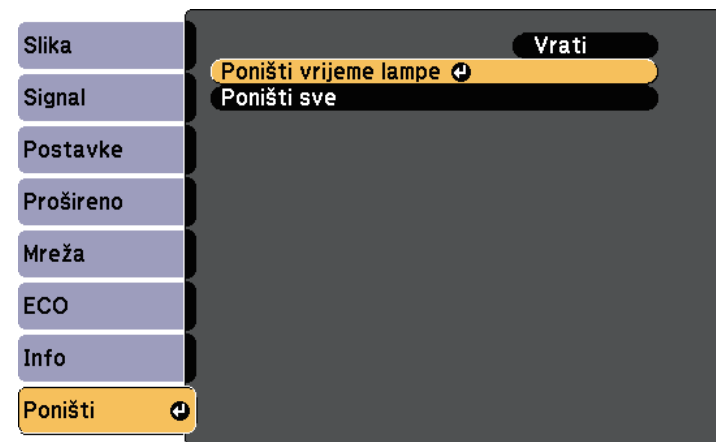 Slika
Signal
Postavke
Prošireno
Mreža
ECO
Info
Poništi
Vrati
Poništi vrijeme lampe
Poništi sve